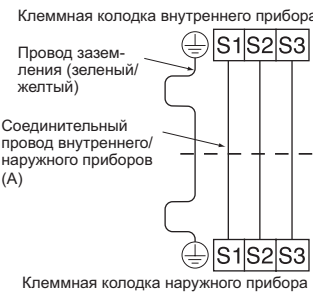 Клеммная колодка внутреннего прибора
S1 S2 S3
Провод зазем-
ления (зеленый/
желтый)
Соединительный
провод внутреннего/
наружного приборов
(A)
S1 S2 S3
Клеммная колодка наружного прибора